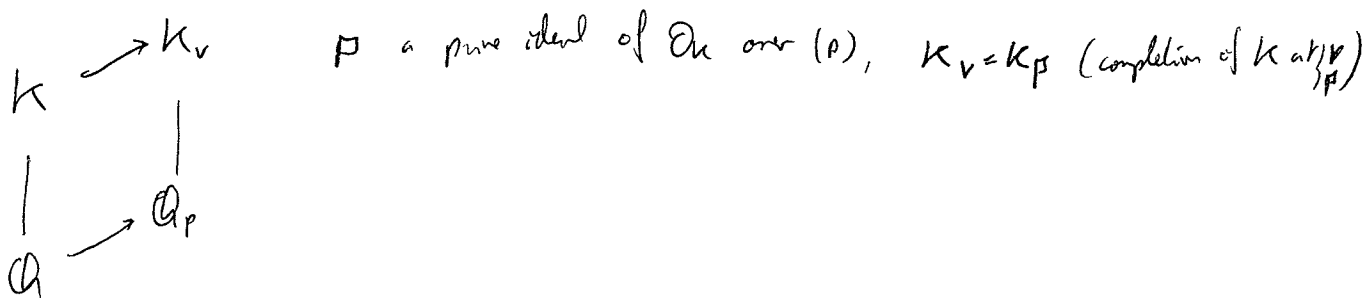 K → K_v 𝔭 a prime ideal of O_K over (p), K_v = K_𝔭 (completion of K at 𝔭)
Q → Q_p